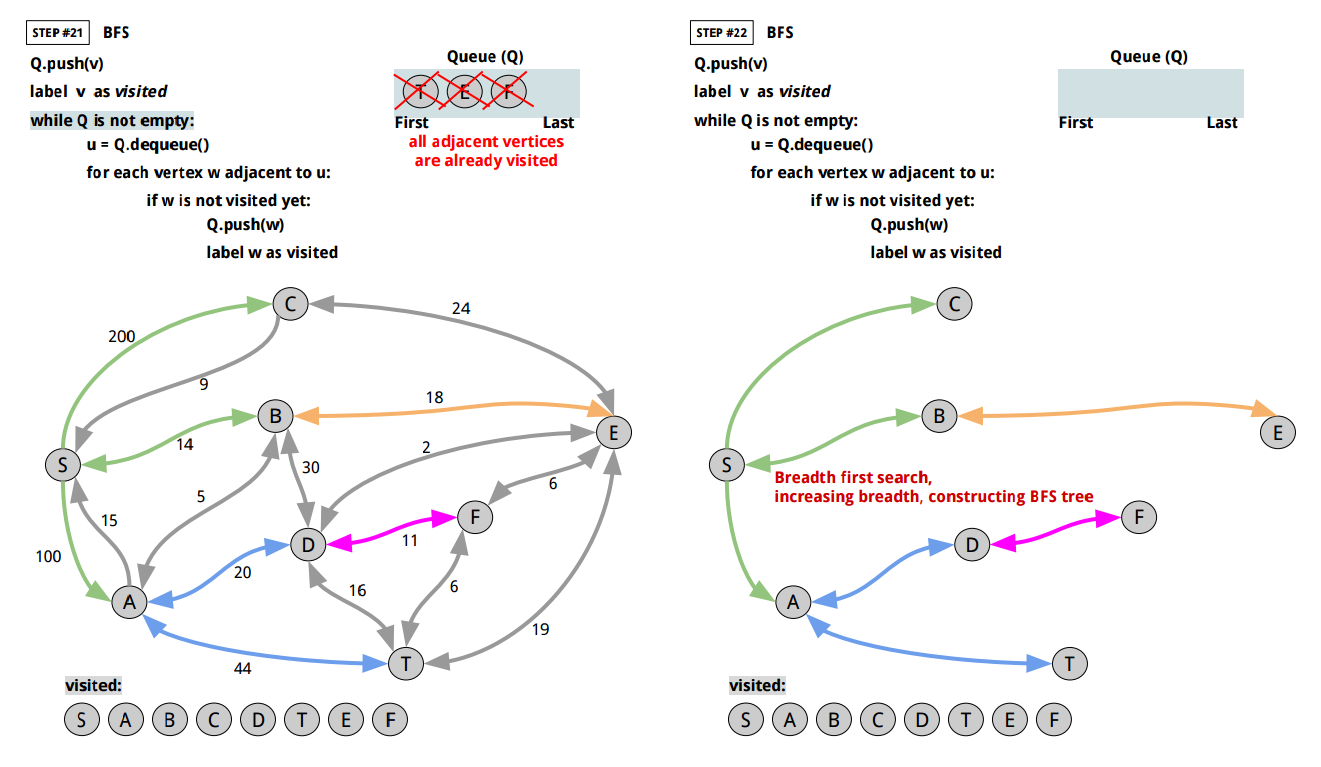 STEP #21 BFS
Q.push(v)
label v as visited
while Q is not empty:
u = Q.dequeue()
for each vertex w adjacent to u:
if w is not visited yet:
Q.push(w)
label w as visited
Queue (Q)
T E F
First Last
all adjacent vertices
are already visited
C
24
200
9
B
18
14
E
2
S
30
5
6
15
F
D
11
100
20
16
6
A
19
44
T
visited:
S A B C D T E F
STEP #22 BFS
Q.push(v)
label v as visited
while Q is not empty:
u = Q.dequeue()
for each vertex w adjacent to u:
if w is not visited yet:
Q.push(w)
label w as visited
Queue (Q)
First Last
C
B
E
S
Breadth first search,
increasing breadth, constructing BFS tree
F
D
A
T
visited:
S A B C D T E F